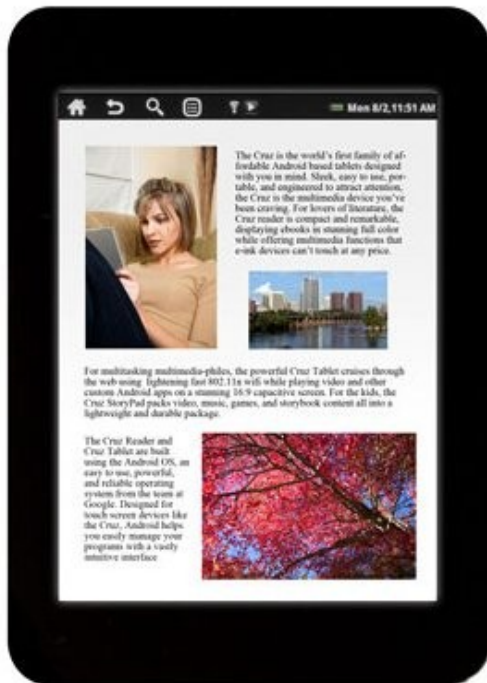 Mon 8/2,11:51 AM
The Cruz is the world's first family of af-
fordable Android based tablets designed
with you in mind. Sleek, easy to use, por-
table, and engineered to attract attention,
the Cruz is the multimedia device you've
been craving. For lovers of literature, the
Cruz reader is compact and remarkable,
displaying ebooks in stunning full color
while offering multimedia functions that
e-ink devices can't touch at any price.
For multitasking multimedia-philes, the powerful Cruz Tablet cruises through
the web using lightening fast 802.11n wifi while playing video and other
custom Android apps on a stunning 16:9 capacitive screen. For the kids, the
Cruz StoryPad packs video, music, games, and storybook content all into a
lightweight and durable package.
The Cruz Reader and
Cruz Tablet are built
using the Android OS, an
easy to use, powerful,
and reliable operating
system from the team at
Google. Designed for
touch screen devices like
the Cruz, Android helps
you easily manage your
programs with a vastly
intuitive interface